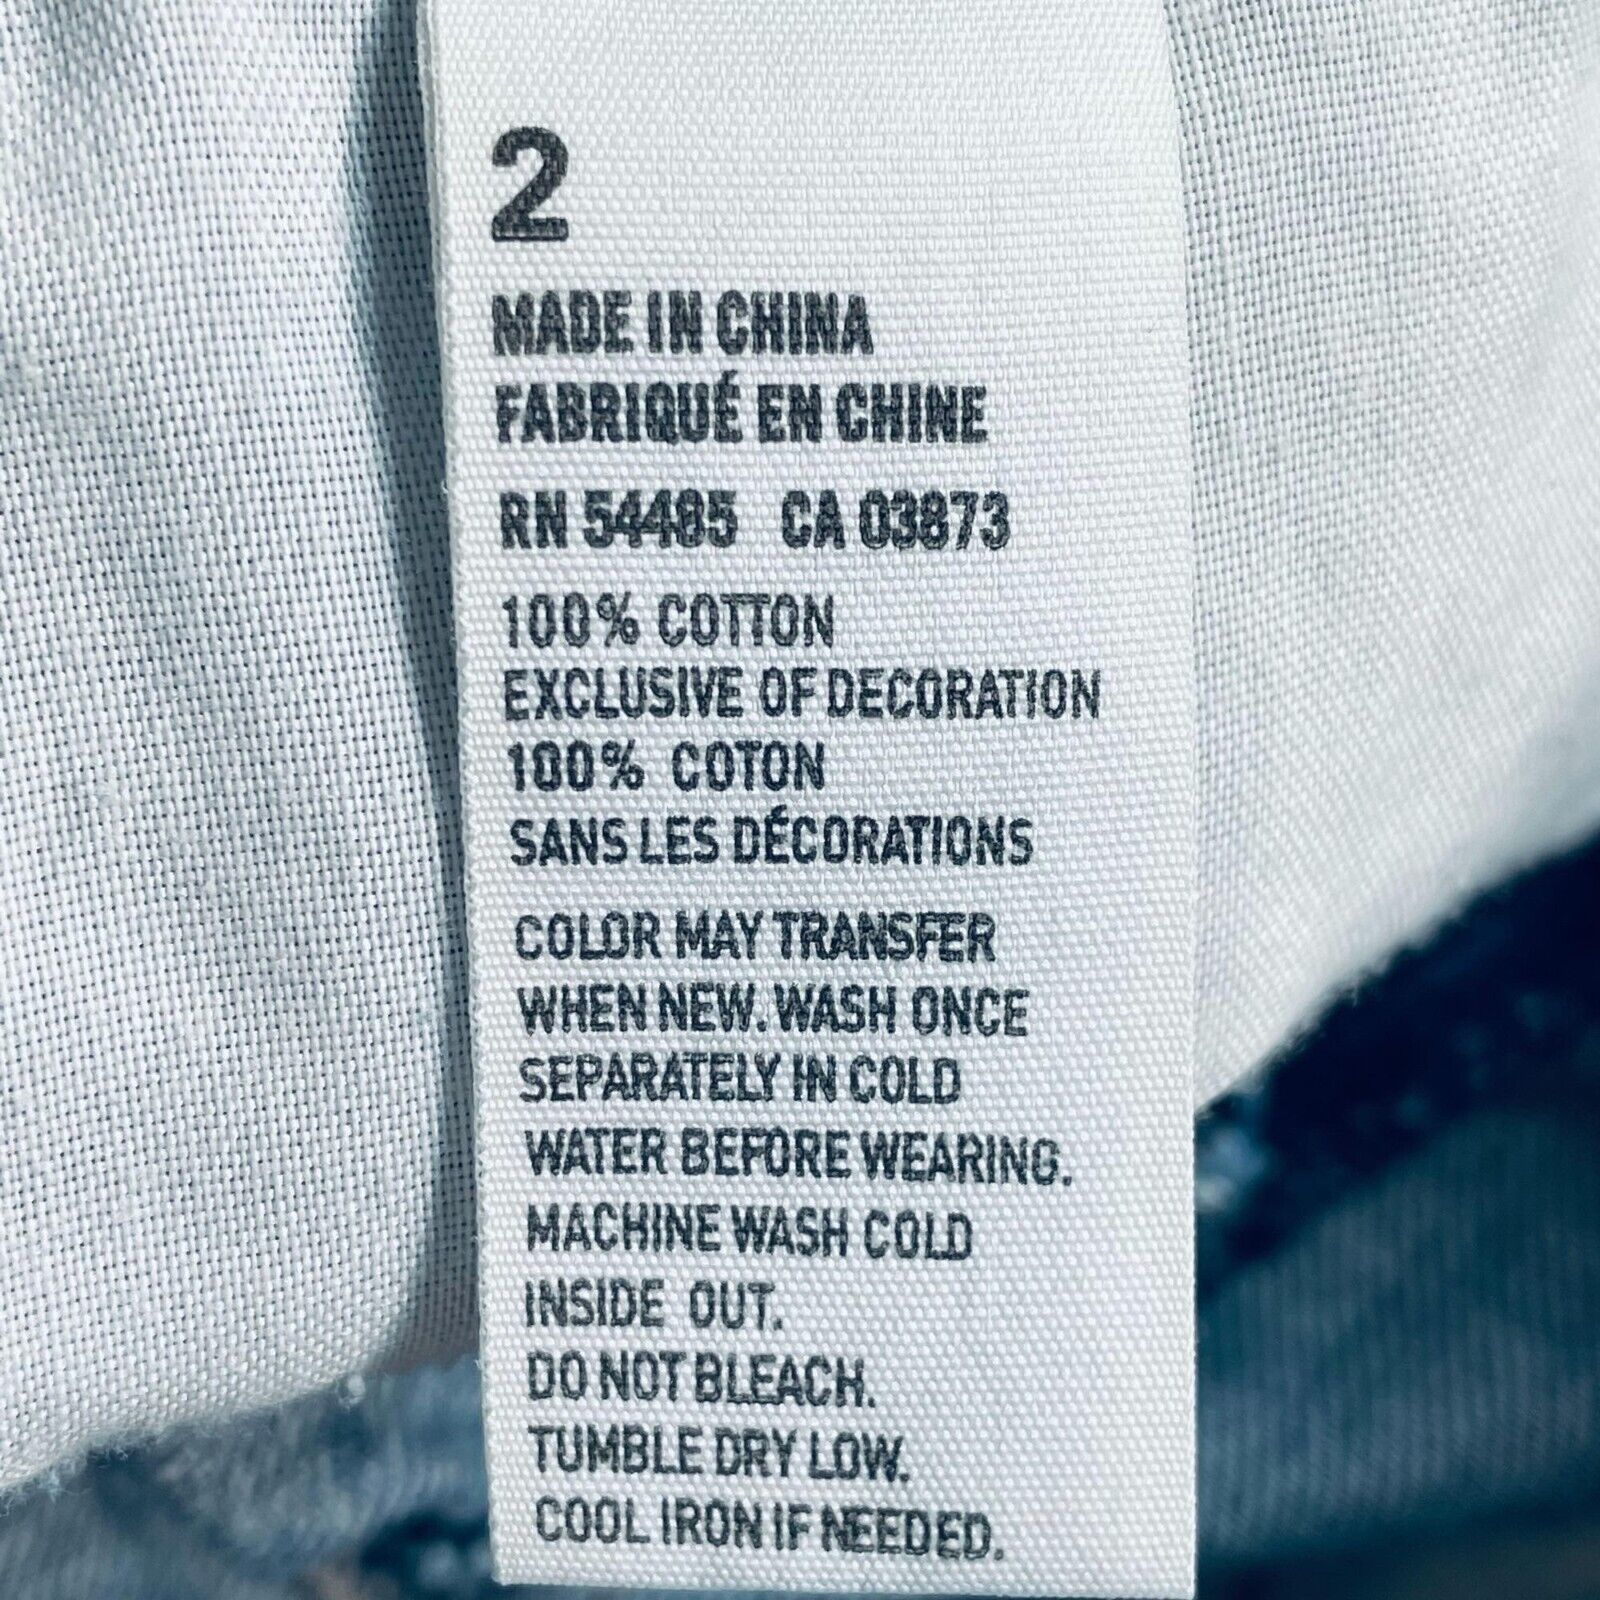 2
MADE IN CHINA
FABRIQUÉ EN CHINE
RN 54485 CA 03873
100% COTTON
EXCLUSIVE OF DECORATION
100% COTON
SANS LES DÉCORATIONS
COLOR MAY TRANSFER
WHEN NEW. WASH ONCE
SEPARATELY IN COLD
WATER BEFORE WEARING.
MACHINE WASH COLD
INSIDE OUT.
DO NOT BLEACH.
TUMBLE DRY LOW.
COOL IRON IF NEEDED.